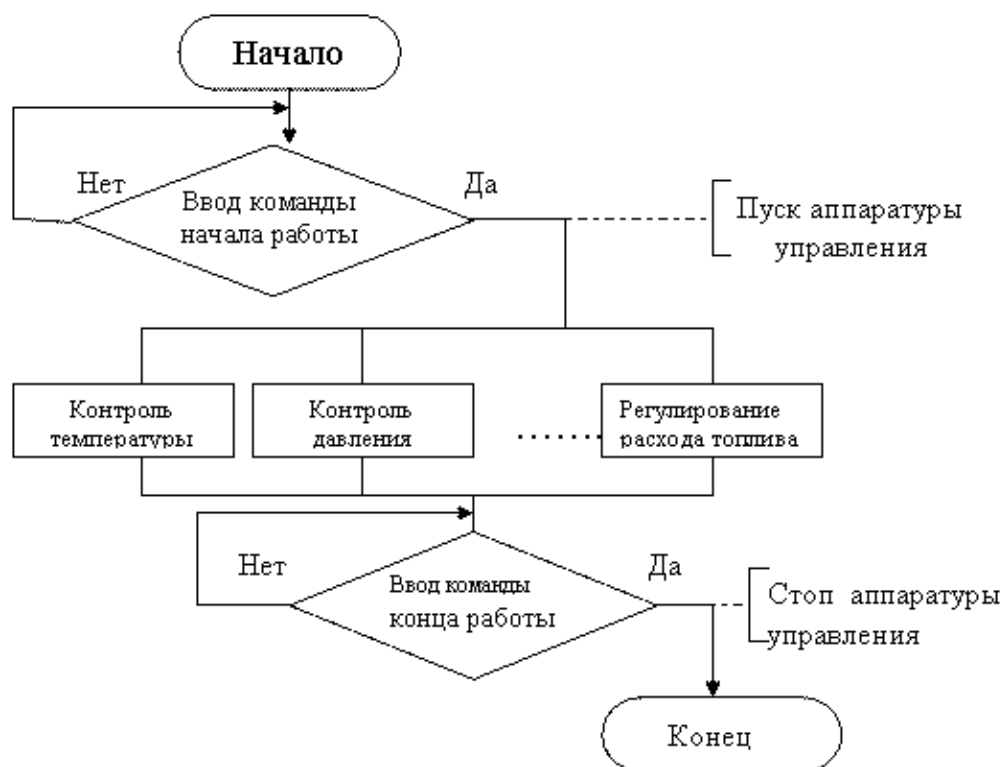 Начало
Нет
Да
Ввод команды
начала работы
Пуск аппаратуры
управления
Контроль
температуры
Контроль
давления
Регулирование
расхода топлива
Нет
Да
Ввод команды
конца работы
Стоп аппаратуры
управления
Конец